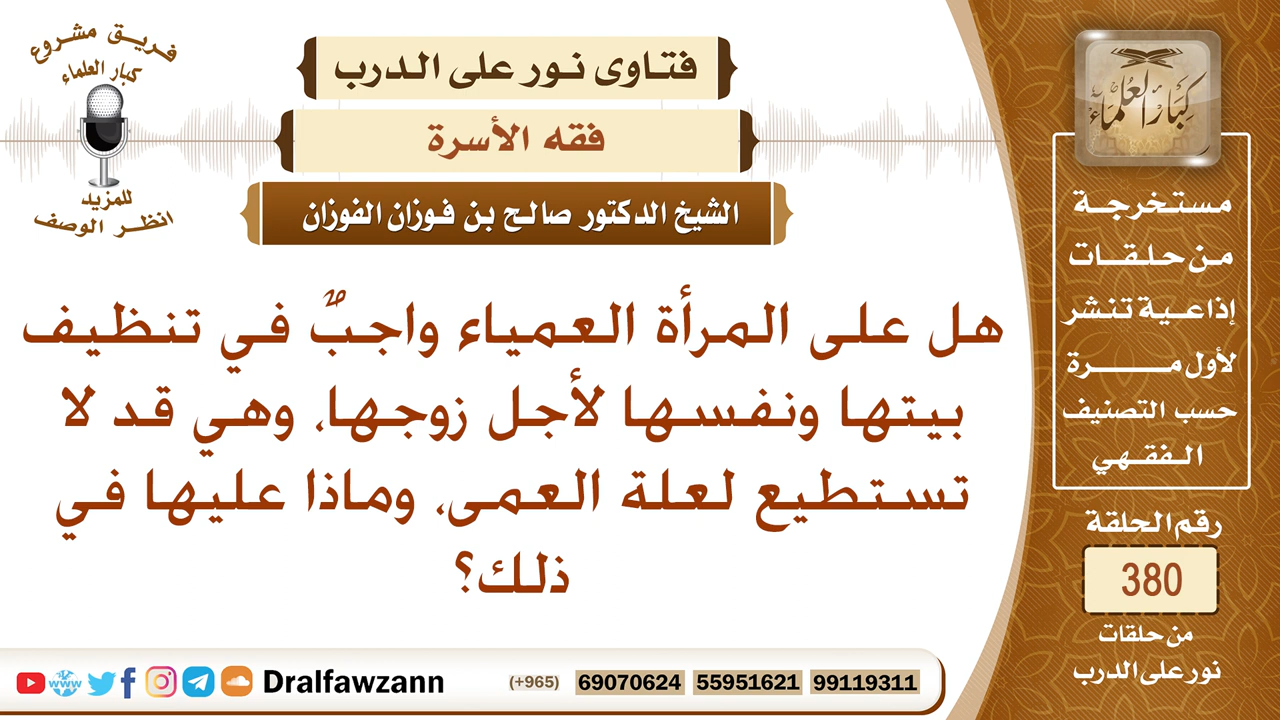 فريق مشروع
كبار العلماء
للمزيد
انظر الوصف
فتاوى نور على الدرب
فقه الأسرة
الشيخ الدكتور صالح بن فوزان الفوزان
هل على المرأة العمياء واجبٌ في تنظيف
بيتها ونفسها لأجل زوجها، وهي قد لا
تستطيع لعلة العمى، وماذا عليها في
ذلك؟
كبار العلماء
مستخرجة
من حلقات
إذاعية تنشر
لأول مرة
حسب التصنيف
الفقهي
رقم الحلقة
380
من حلقات
نور على الدرب
www
Dralfawzann
(+965) 69070624 55951621 99119311